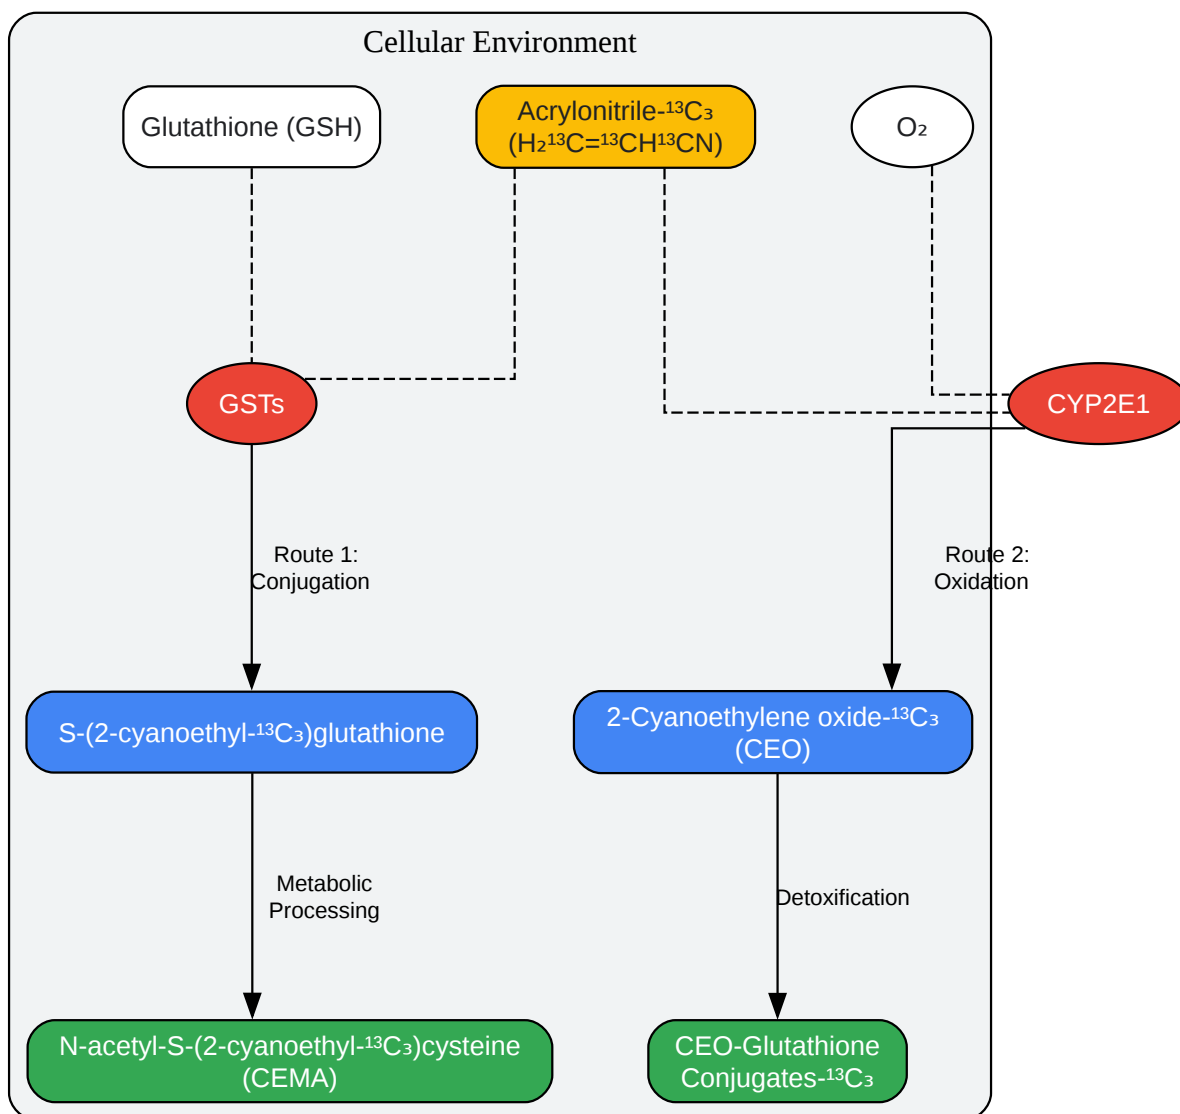 Cellular Environment
Glutathione (GSH)
Acrylonitrile-¹³C₃
(H₂¹³C=¹³CH¹³CN)
O₂
GSTs
CYP2E1
Route 1:
Conjugation
Route 2:
Oxidation
S-(2-cyanoethyl-¹³C₃)glutathione
2-Cyanoethylene oxide-¹³C₃
(CEO)
Metabolic
Processing
Detoxification
N-acetyl-S-(2-cyanoethyl-¹³C₃)cysteine
(CEMA)
CEO-Glutathione
Conjugates-¹³C₃